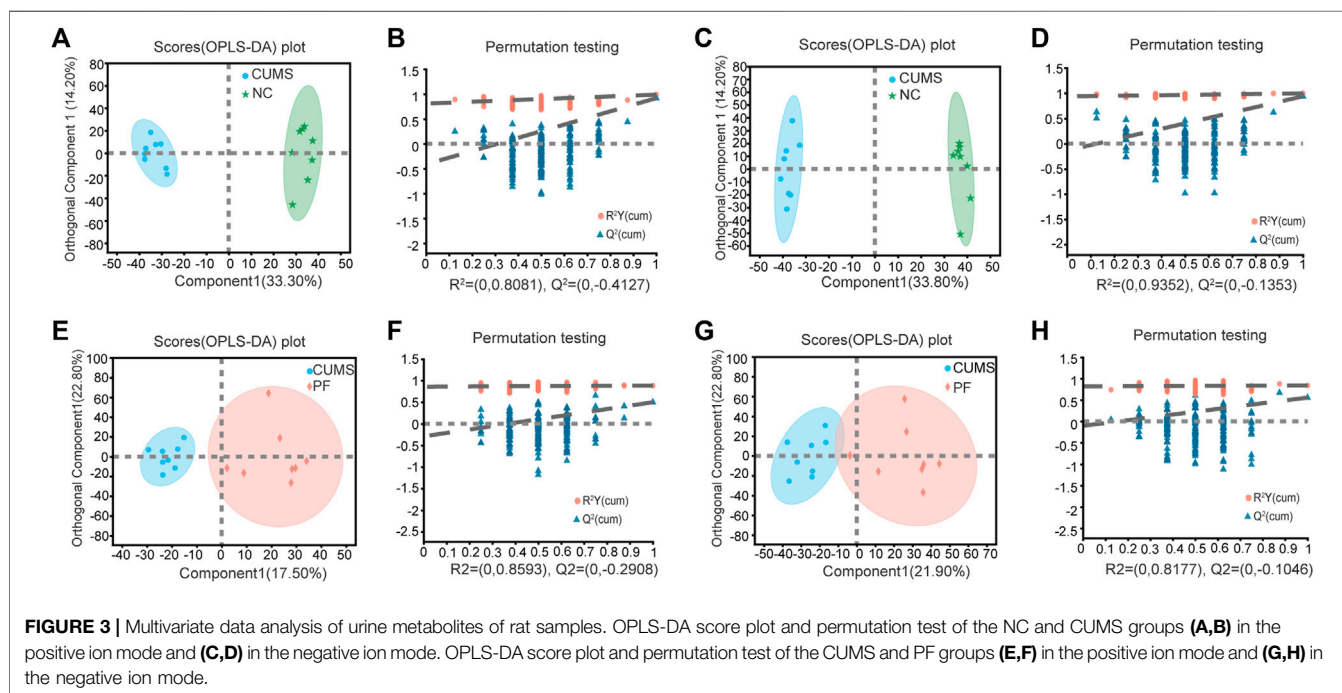 A
Scores(OPLS-DA) plot
Orthogonal Component 1 (14.20%)
80
60
40
20
0
-20
-40
-60
-80
CUMS
NC
-50 -40 -30 -20 -10 0 10 20 30 40 50
Component1(33.30%)
B
Permutation testing
1.5
1
0.5
0
-0.5
-1
-1.5
-2
R²Y(cum)
Q²(cum)
0 0.1 0.2 0.3 0.4 0.5 0.6 0.7 0.8 0.9 1
R²=(0,0.8081), Q²=(0,-0.4127)
C
Scores(OPLS-DA) plot
Orthogonal Component 1 (14.20%)
80
70
60
50
40
30
20
10
0
-10
-20
-30
-40
-50
-60
CUMS
NC
-50 -40 -30 -20 -10 0 10 20 30 40 50
Component1(33.80%)
D
Permutation testing
1.5
1
0.5
0
-0.5
-1
-1.5
-2
R²Y(cum)
Q²(cum)
0 0.1 0.2 0.3 0.4 0.5 0.6 0.7 0.8 0.9 1
R²=(0,0.9352), Q²=(0,-0.1353)
E
Scores(OPLS-DA) plot
Orthogonal Component 1(22.80%)
100
80
60
40
20
0
-20
-40
-60
-80
CUMS
PF
-40 -30 -20 -10 0 10 20 30 40 50
Component1(17.50%)
F
Permutation testing
1.5
1
0.5
0
-0.5
1
-1.5
-2
-2.5
R²Y(cum)
Q²(cum)
0 0.1 0.2 0.3 0.4 0.5 0.6 0.7 0.8 0.9 1
R2=(0,0.8593), Q2=(0,-0.2908)
G
Scores(OPLS-DA) plot
Orthogonal Component 1(22.80%)
100
80
60
40
20
0
-20
-40
-60
-80
CUMS
PF
-50 -40 -30 -20 -10 0 10 20 30 40 50 60 70
Component1(21.90%)
H
Permutation testing
1.5
1
0.5
0
-0.5
1
-1.5
-2
-2.5
R²Y(cum)
Q²(cum)
0 0.1 0.2 0.3 0.4 0.5 0.6 0.7 0.8 0.9 1
R2=(0,0.8177), Q2=(0,-0.1046)
FIGURE 3 | Multivariate data analysis of urine metabolites of rat samples. OPLS-DA score plot and permutation test of the NC and CUMS groups (A,B) in the
positive ion mode and (C,D) in the negative ion mode. OPLS-DA score plot and permutation test of the CUMS and PF groups (E,F) in the positive ion mode and (G,H) in
the negative ion mode.